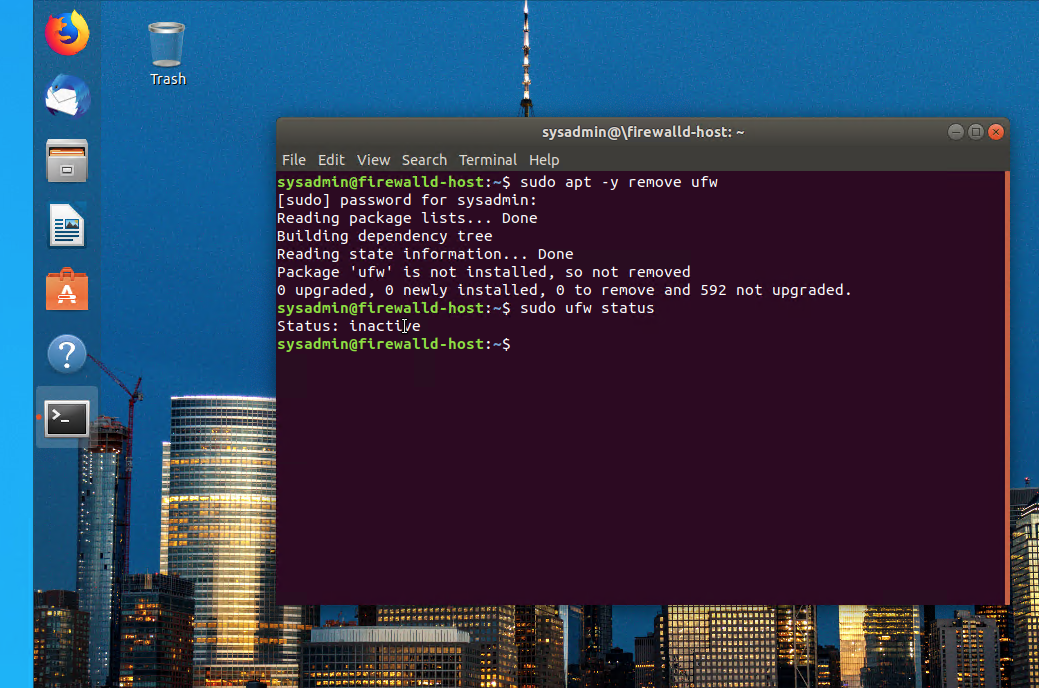 Trash
sysadmin@\firewalld-host: ~
File Edit View Search Terminal Help
sysadmin@firewalld-host:~$ sudo apt -y remove ufw
[sudo] password for sysadmin:
Reading package lists... Done
Building dependency tree
Reading state information... Done
Package 'ufw' is not installed, so not removed
0 upgraded, 0 newly installed, 0 to remove and 592 not upgraded.
sysadmin@firewalld-host:~$ sudo ufw status
Status: inactive
sysadmin@firewalld-host:~$